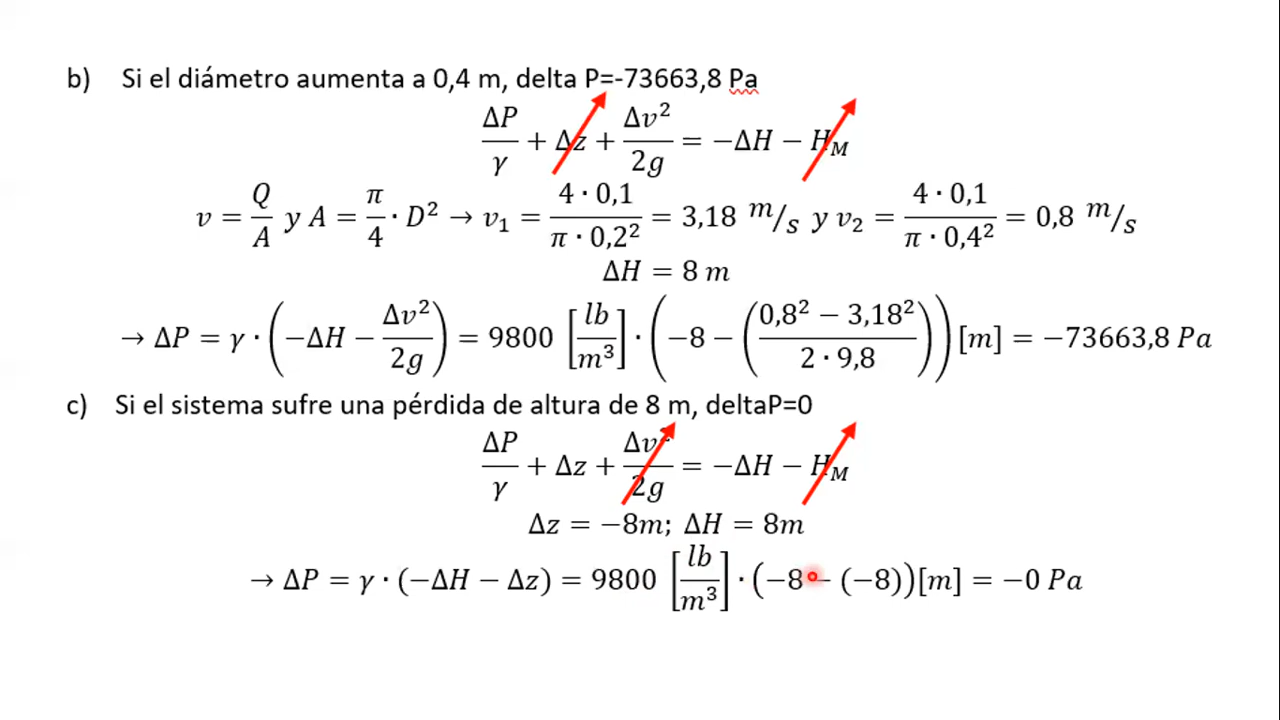 b) Si el diámetro aumenta a 0,4 m, delta P=-73663,8 Pa
ΔP/γ + Δz + Δv²/2g = −ΔH − H_M
v = Q/A y A = π/4 · D² → v₁ = 4 · 0,1/π · 0,2² = 3,18 m/s y v₂ = 4 · 0,1/π · 0,4² = 0,8 m/s
ΔH = 8 m
→ ΔP = γ · (−ΔH − Δv²/2g) = 9800 [lb/m³] · (−8 − (0,8² − 3,18²/2 · 9,8)) [m] = −73663,8 Pa
c) Si el sistema sufre una pérdida de altura de 8 m, deltaP=0
ΔP/γ + Δz + Δv²/2g = −ΔH − H_M
Δz = −8m; ΔH = 8m
→ ΔP = γ · (−ΔH − Δz) = 9800 [lb/m³] · (−8 − (−8))[m] = −0 Pa